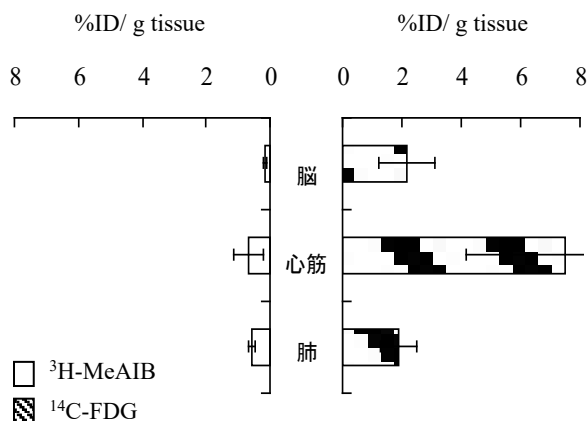 %ID/ g tissue %ID/ g tissue
8 6 4 2 0 0 2 4 6 8
脳
心筋
肺
³H-MeAIB
¹⁴C-FDG